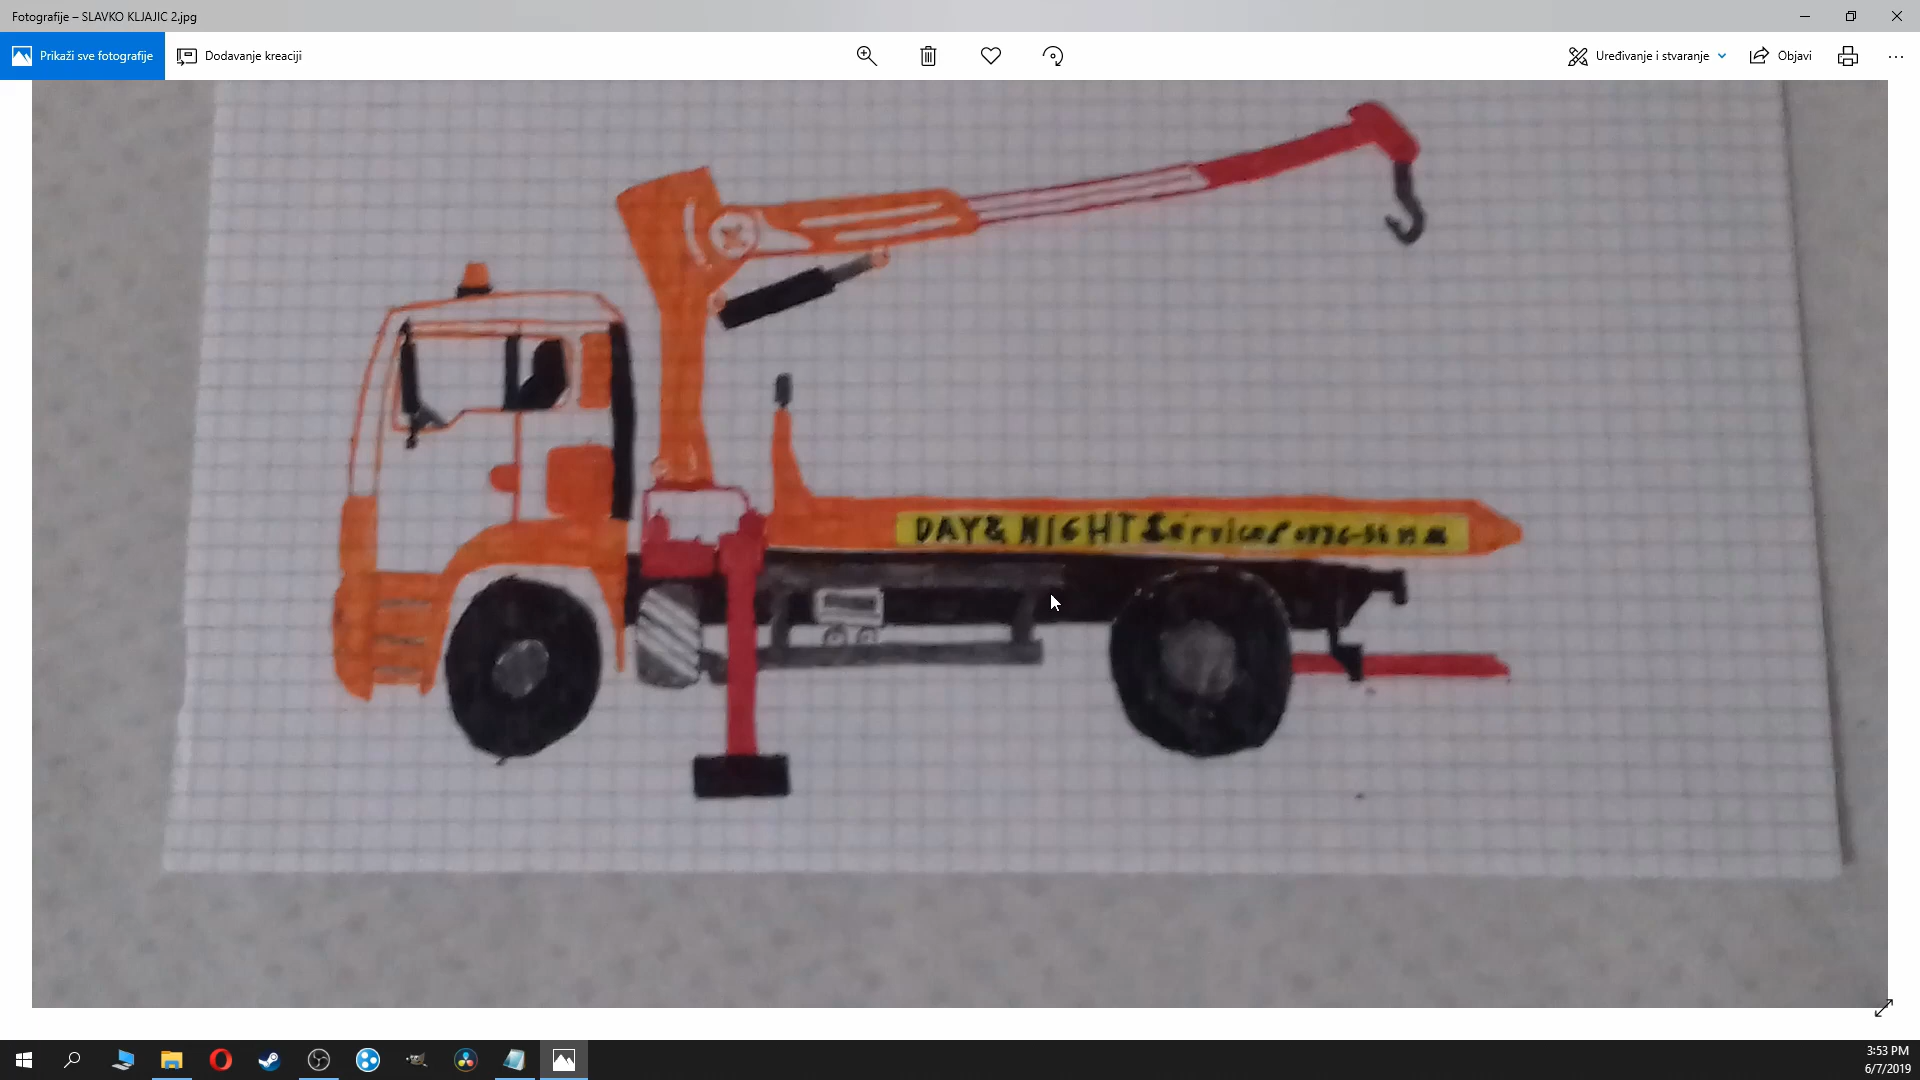 Fotografije – SLAVKO KLJAJIC 2.jpg
Prikaži sve fotografije
Dodavanje kreaciji
Uređivanje i stvaranje
Objavi
DAY & NIGHT Service
3:53 PM
6/7/2019